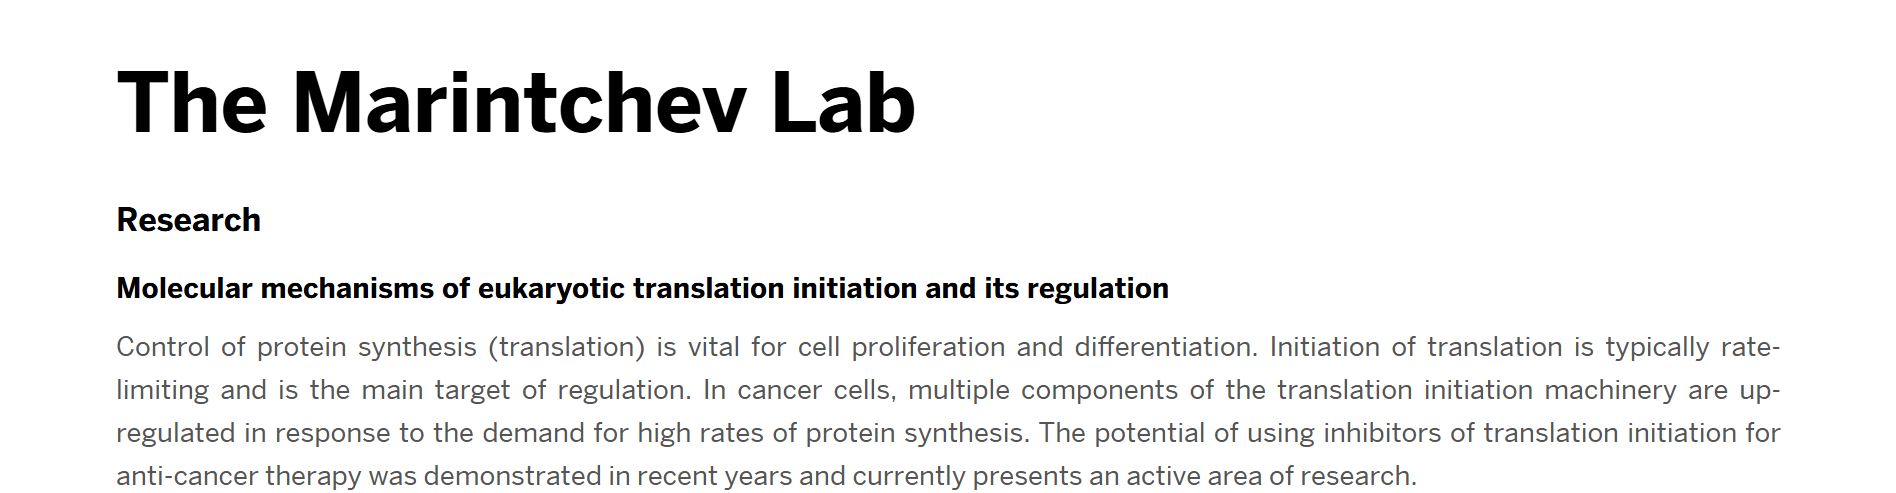 The Marintchev Lab
Research
Molecular mechanisms of eukaryotic translation initiation and its regulation
Control of protein synthesis (translation) is vital for cell proliferation and differentiation. Initiation of translation is typically rate-
limiting and is the main target of regulation. In cancer cells, multiple components of the translation initiation machinery are up-
regulated in response to the demand for high rates of protein synthesis. The potential of using inhibitors of translation initiation for
anti-cancer therapy was demonstrated in recent years and currently presents an active area of research.